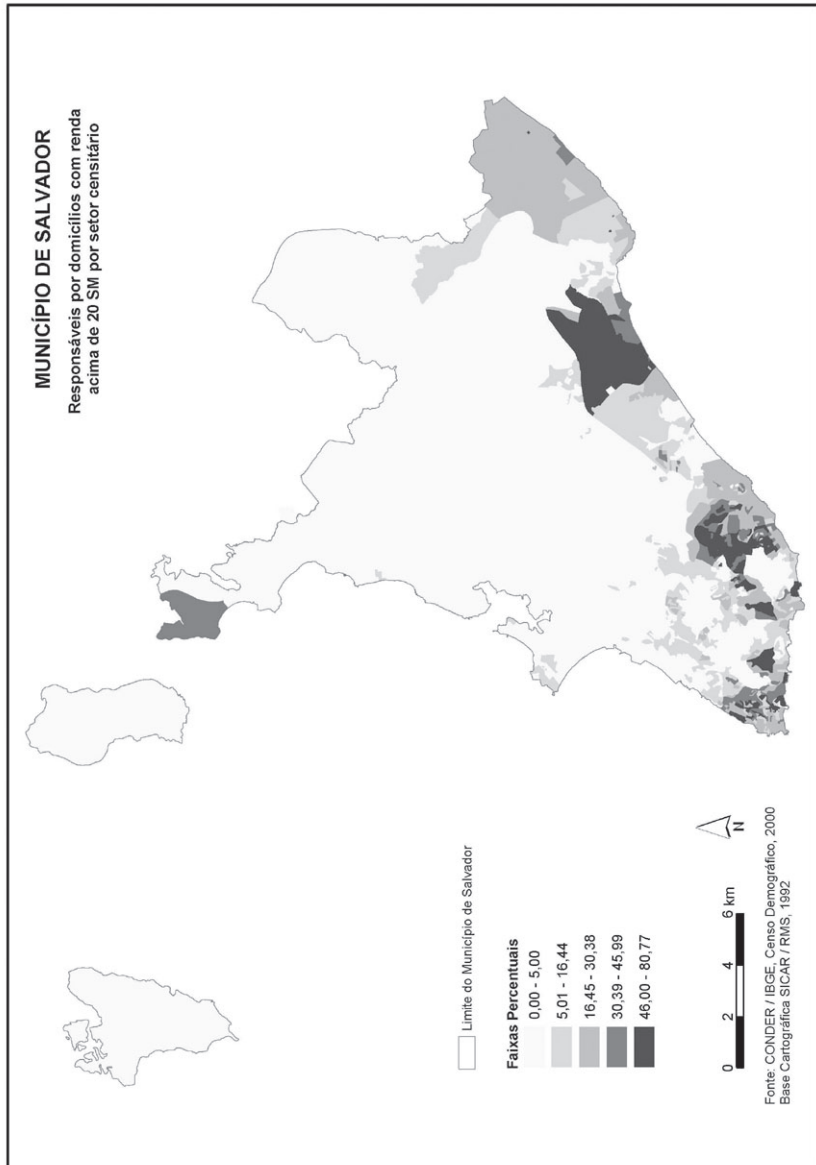 MUNICÍPIO DE SALVADOR
Responsáveis por domicílios com renda
acima de 20 SM por setor censitário
Limite do Município de Salvador
Faixas Percentuais
0,00 - 5,00
5,01 - 16,44
16,45 - 30,38
30,39 - 45,99
46,00 - 80,77
0 2 4 6 km
N
Fonte: CONDER / IBGE, Censo Demográfico, 2000
Base Cartográfica SICAR / RMS, 1992